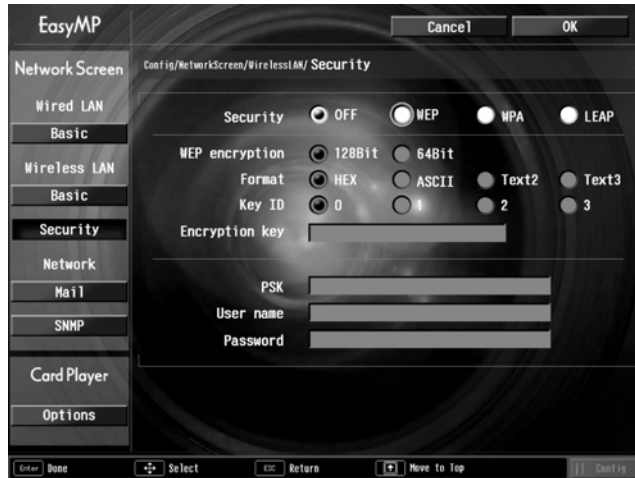 EasyMP
Cancel OK
Network Screen
Config/NetworkScreen/WirelessLAN/ Security
Wired LAN
Basic
Wireless LAN
Basic
Security
Network
Mail
SNMP
Card Player
Options
Security OFF WEP WPA LEAP
WEP encryption 128Bit 64Bit
Format HEX ASCII Text2 Text3
Key ID 0 1 2 3
Encryption key
PSK
User name
Password
Enter Done Select ESC Return Move to Top Config